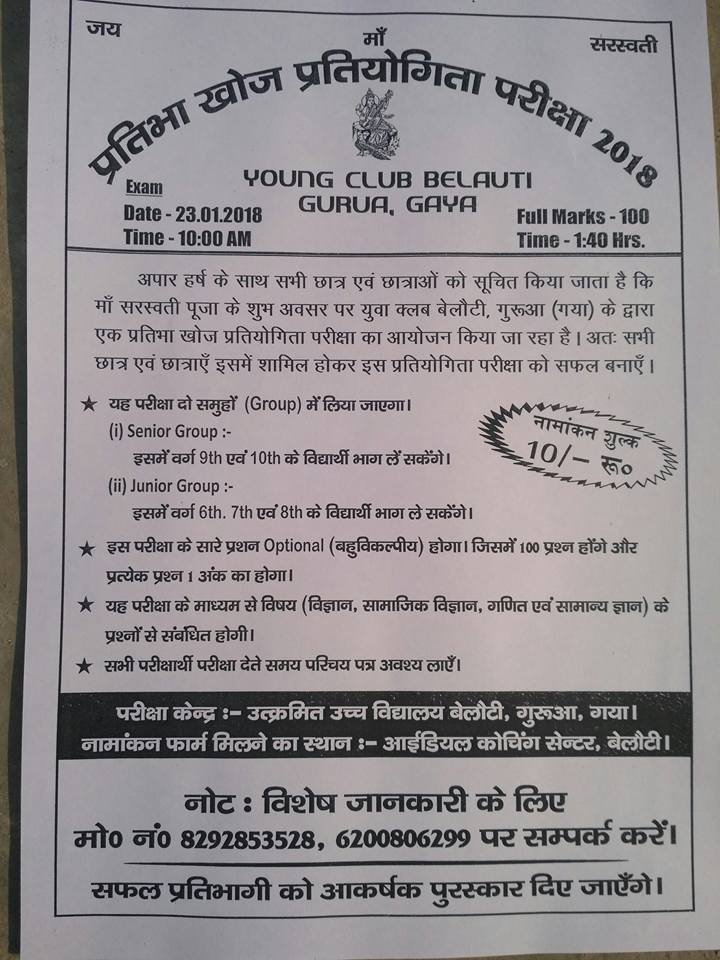 जय माँ सरस्वती
प्रतिभा खोज प्रतियोगिता परीक्षा 2018
YOUNG CLUB BELAUTI
GURUA, GAYA
Exam
Date - 23.01.2018
Time - 10:00 AM
Full Marks - 100
Time - 1:40 Hrs.
अपार हर्ष के साथ सभी छात्र एवं छात्राओं को सूचित किया जाता है कि
माँ सरस्वती पूजा के शुभ अवसर पर युवा क्लब बेलौटी, गुरूआ (गया) के द्वारा
एक प्रतिभा खोज प्रतियोगिता परीक्षा का आयोजन किया जा रहा है। अतः सभी
छात्र एवं छात्राएँ इसमें शामिल होकर इस प्रतियोगिता परीक्षा को सफल बनाएँ।
★ यह परीक्षा दो समुहों (Group) में लिया जाएगा।
(i) Senior Group :-
इसमें वर्ग 9th एवं 10th के विद्यार्थी भाग लें सकेंगे।
(ii) Junior Group :-
इसमें वर्ग 6th. 7th एवं 8th के विद्यार्थी भाग ले सकेंगे।
नामांकन शुल्क
10/- रू०
★ इस परीक्षा के सारे प्रशन Optional (बहुविकल्पीय) होगा। जिसमें 100 प्रश्न होंगे और
प्रत्येक प्रश्न 1 अंक का होगा।
★ यह परीक्षा के माध्यम से विषय (विज्ञान, सामाजिक विज्ञान, गणित एवं सामान्य ज्ञान) के
प्रश्नों से संबंधित होगी।
★ सभी परीक्षार्थी परीक्षा देते समय परिचय पत्र अवश्य लाएँ।
परीक्षा केन्द्र :- उत्क्रमित उच्च विद्यालय बेलौटी, गुरूआ, गया।
नामांकन फार्म मिलने का स्थान :- आईडियल कोचिंग सेन्टर, बेलौटी।
नोट : विशेष जानकारी के लिए
मो० नं० 8292853528, 6200806299 पर सम्पर्क करें।
सफल प्रतिभागी को आकर्षक पुरस्कार दिए जाएँगे।